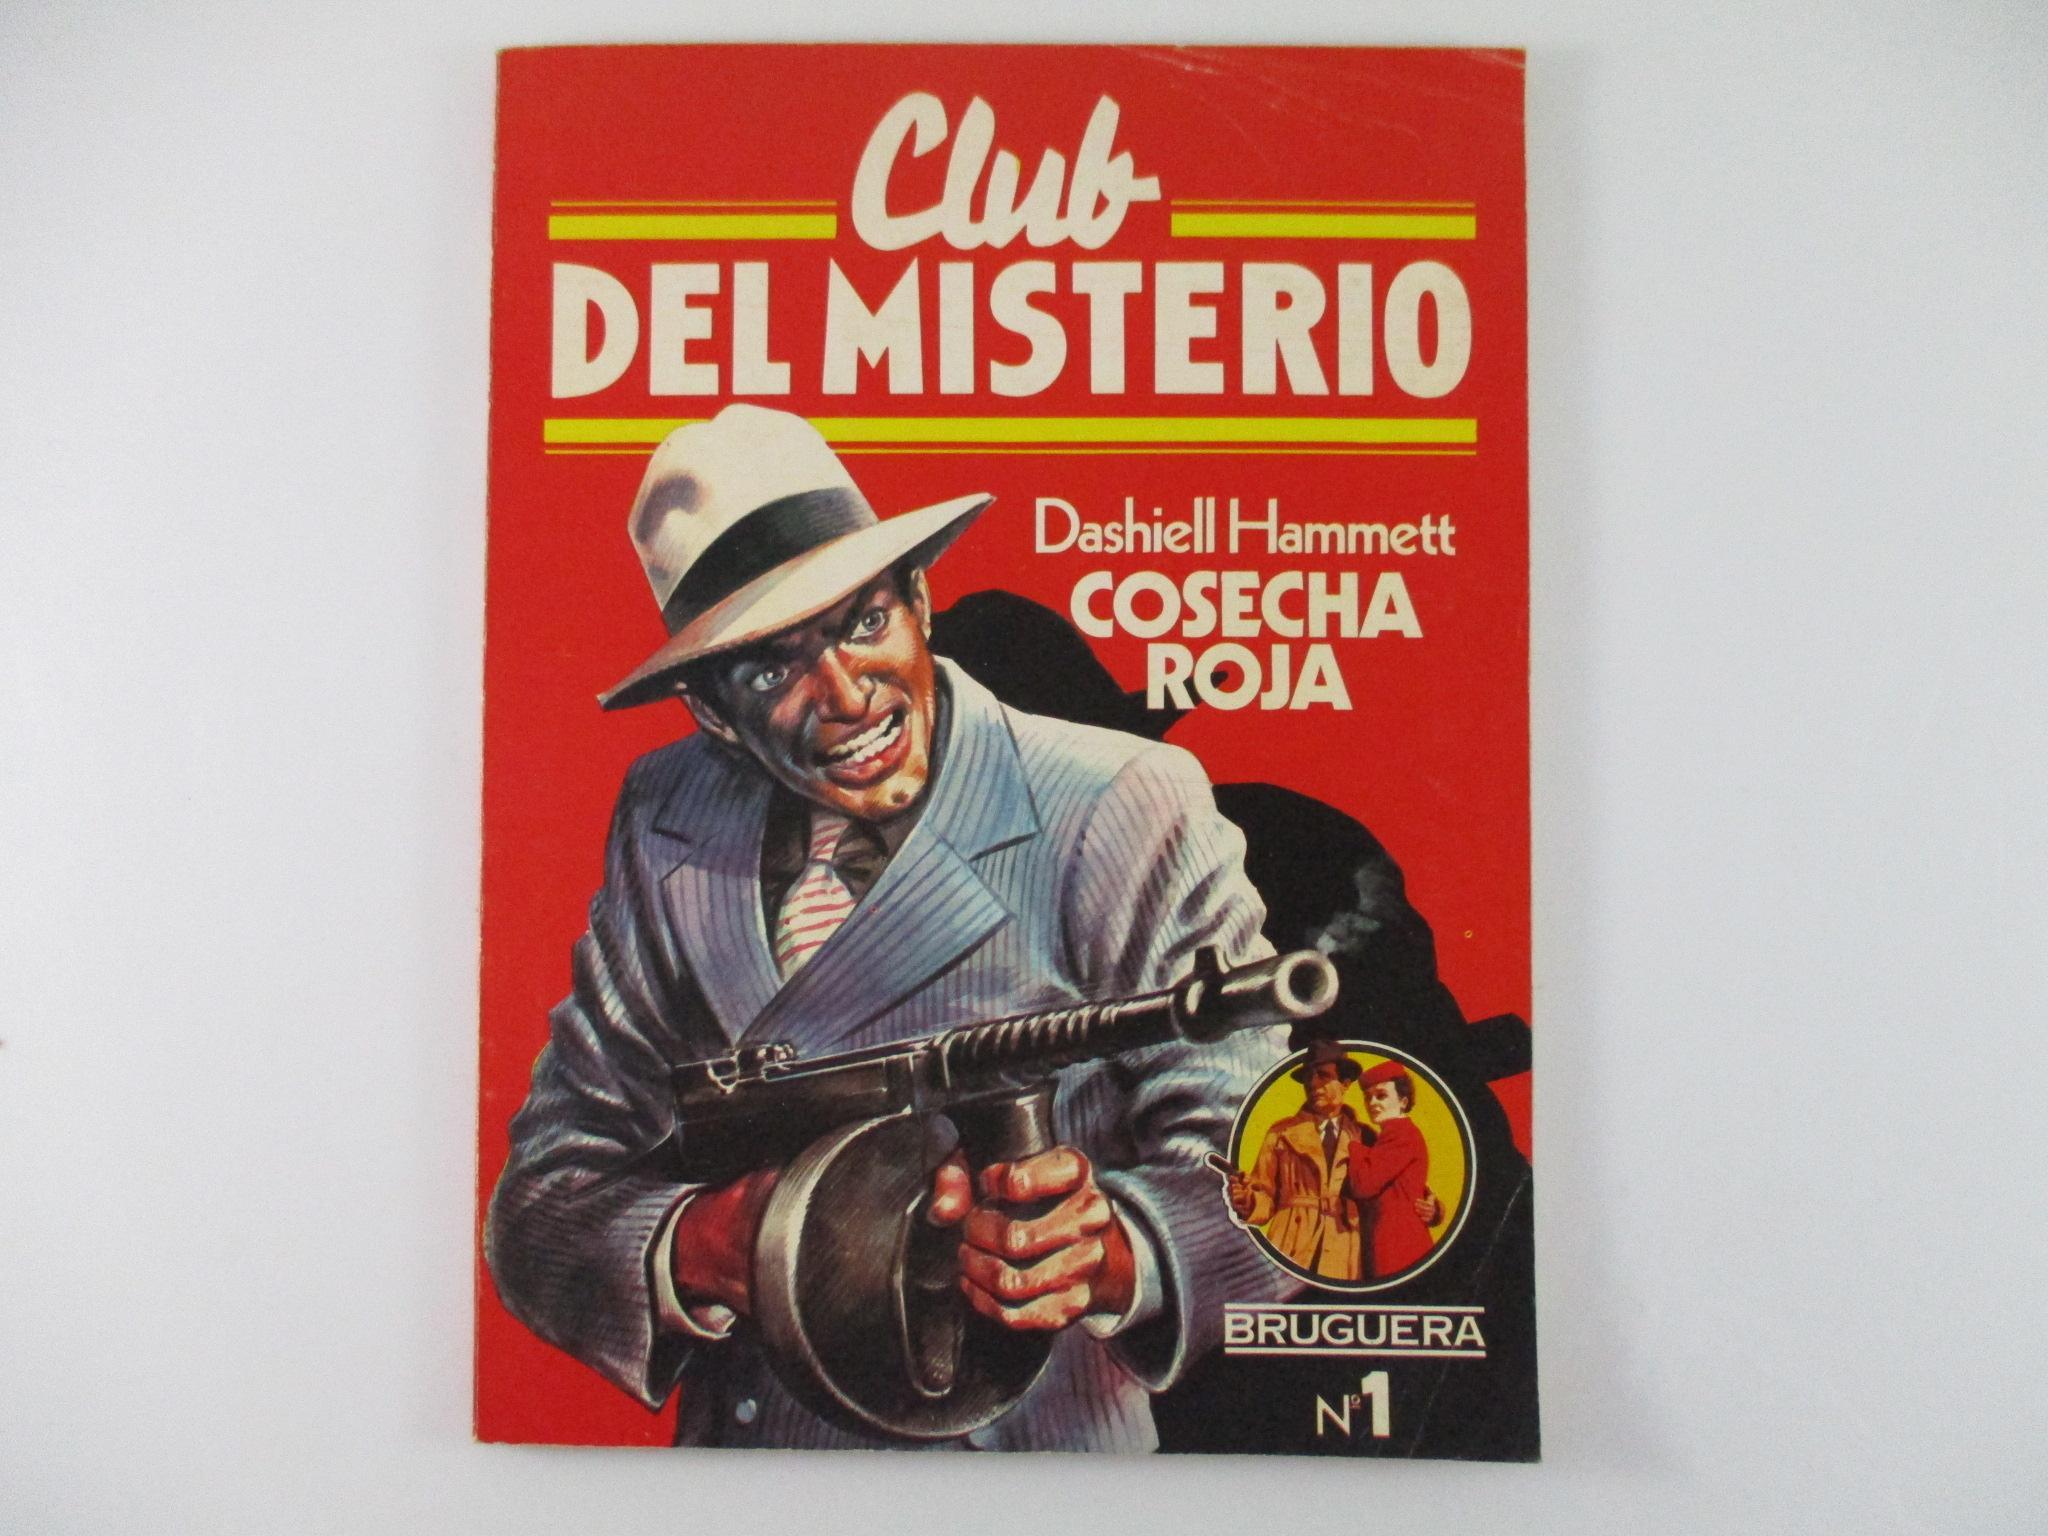 Club
DEL MISTERIO
Dashiell Hammett
COSECHA
ROJA
BRUGUERA
Nº1